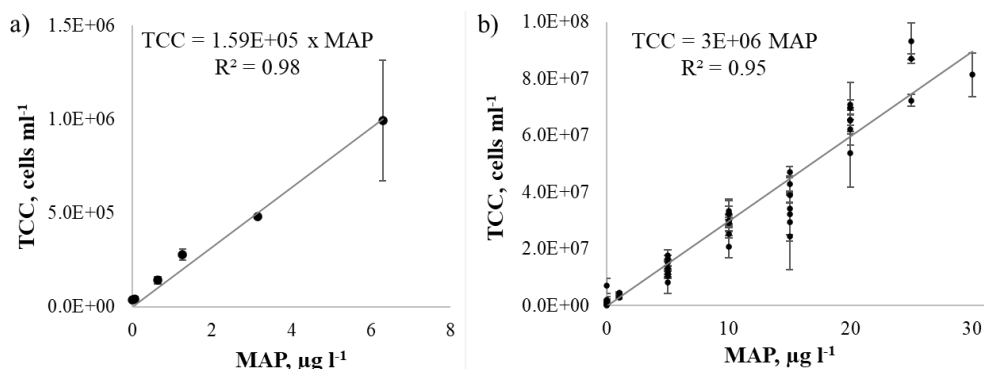 a)
TCC = 1.59E+05 x MAP
R² = 0.98
1.5E+06
1.0E+06
5.0E+05
0.0E+00
TCC, cells ml⁻¹
0 2 4 6 8
MAP, µg l⁻¹
b)
TCC = 3E+06 MAP
R² = 0.95
1.0E+08
8.0E+07
6.0E+07
4.0E+07
2.0E+07
0.0E+00
TCC, cells ml⁻¹
0 10 20 30
MAP, µg l⁻¹